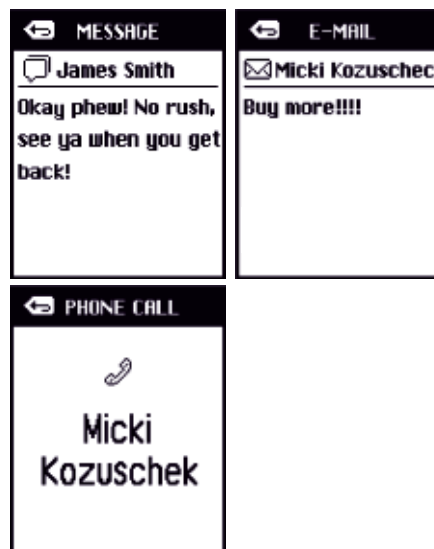 MESSAGE
James Smith
Okay phew! No rush,
see ya when you get
back!
E-MAIL
Micki Kozuschec
Buy more!!!!
PHONE CALL
Micki
Kozuschek